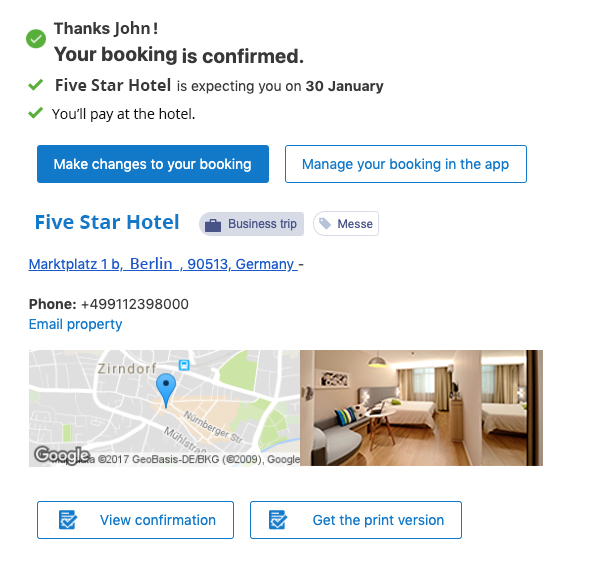 Thanks John!
Your booking is confirmed.
Five Star Hotel is expecting you on 30 January
You'll pay at the hotel.
Make changes to your booking
Manage your booking in the app
Five Star Hotel
Business trip
Messe
Marktplatz 1 b, Berlin , 90513, Germany -
Phone: +499112398000
Email property
Zirndorf
Nürnberger Str
Mühlstraß
Google
©2017 GeoBasis-DE/BKG (©2009), Google
View confirmation
Get the print version